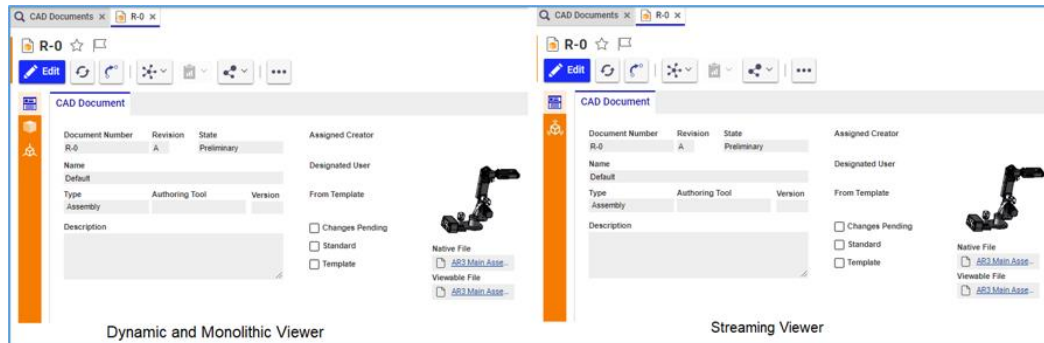 CAD Documents × R-0 ×
R-0
Edit
CAD Document
Document Number Revision State Assigned Creator
R-0 A Preliminary
Name Designated User
Default
Type Authoring Tool Version From Template
Assembly
Description
Changes Pending
Standard
Template
Native File
AR3 Main Asse...
Viewable File
AR3 Main Asse...
Dynamic and Monolithic Viewer
CAD Documents × R-0 ×
R-0
Edit
CAD Document
Document Number Revision State Assigned Creator
R-0 A Preliminary
Name Designated User
Default
Type Authoring Tool Version From Template
Assembly
Description
Changes Pending
Standard
Template
Native File
AR3 Main Asse...
Viewable File
AR3 Main Asse...
Streaming Viewer